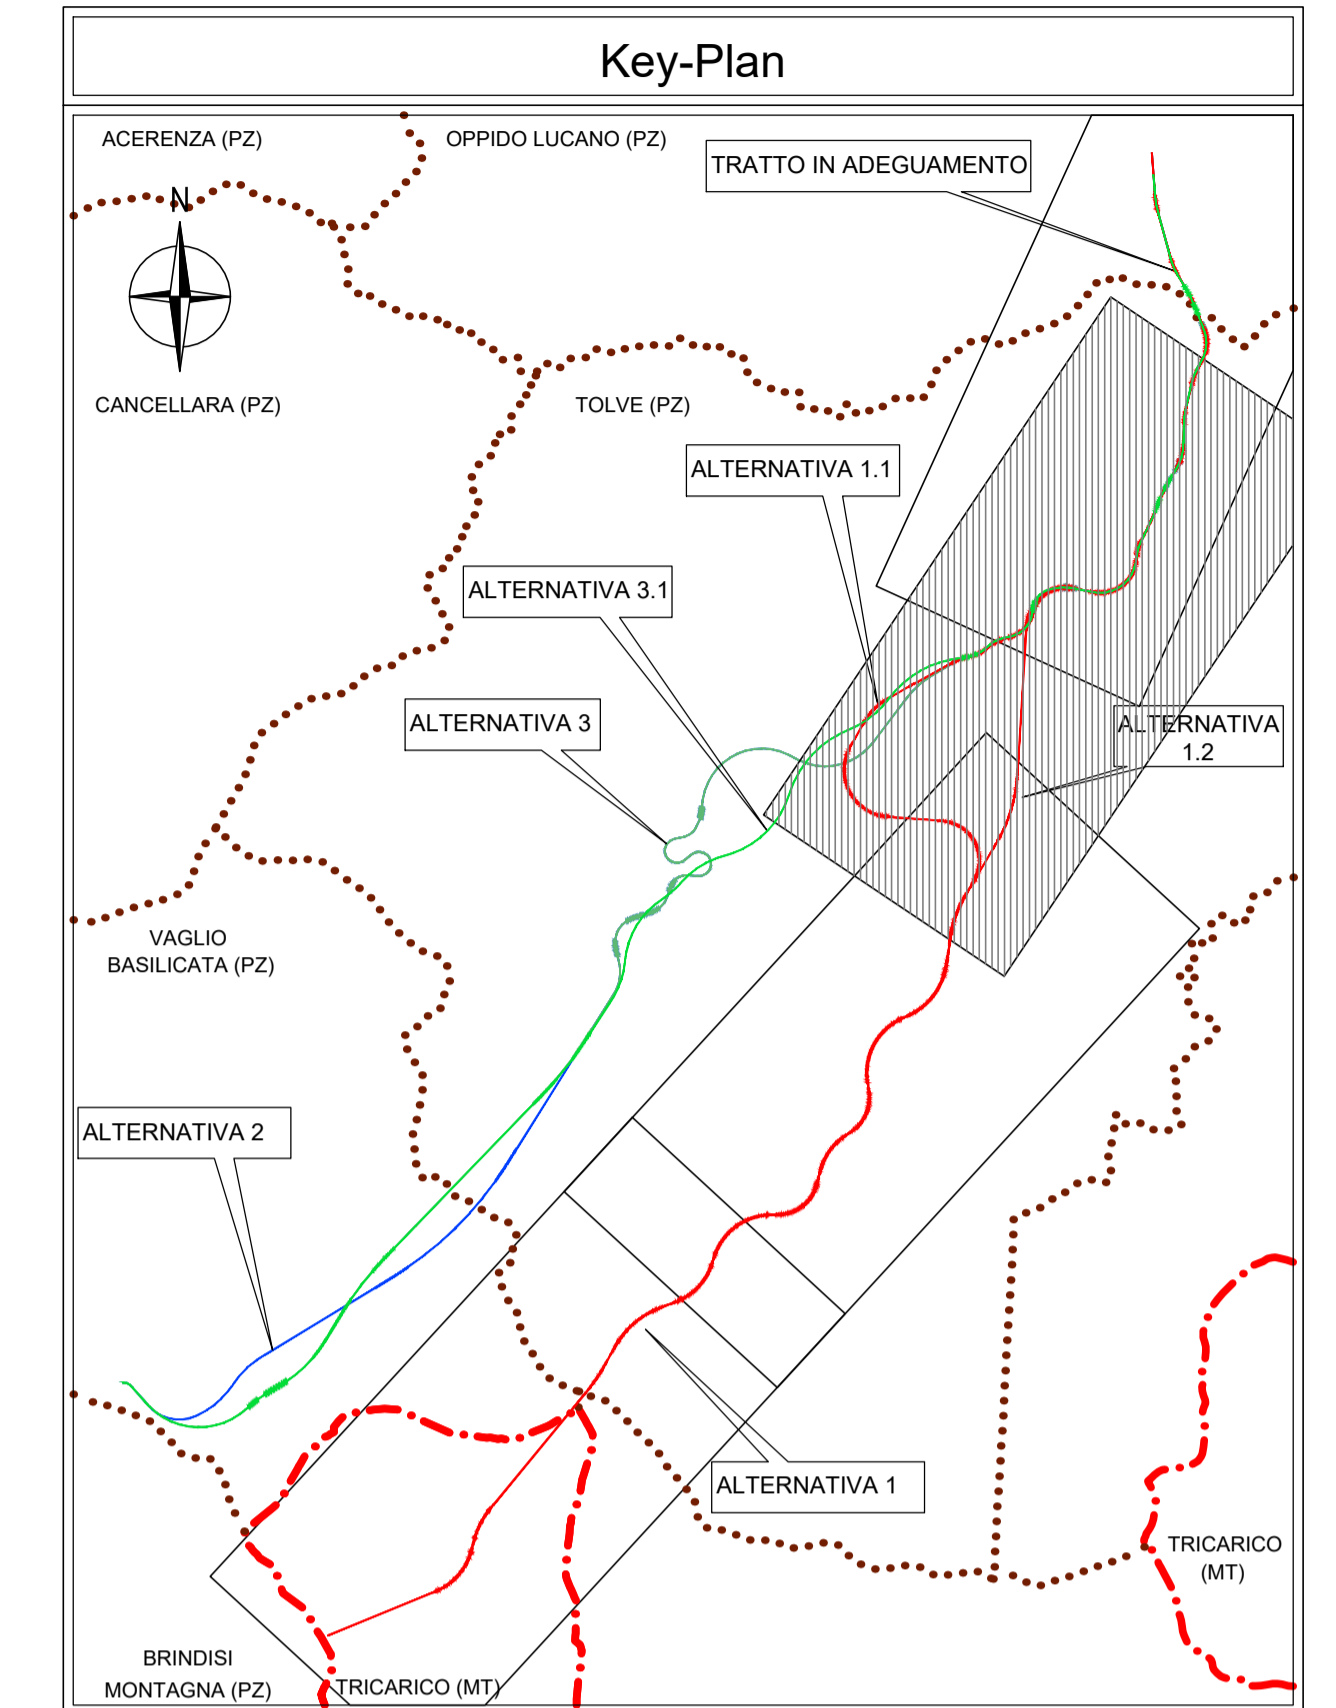 Key-Plan
ACERENZA (PZ)
OPPIDO LUCANO (PZ)
TRATTO IN ADEGUAMENTO
N
CANCELLARA (PZ)
TOLVE (PZ)
ALTERNATIVA 1.1
ALTERNATIVA 3.1
ALTERNATIVA 3
ALTERNATIVA
1.2
VAGLIO
BASILICATA (PZ)
ALTERNATIVA 2
ALTERNATIVA 1
TRICARICO
(MT)
BRINDISI
MONTAGNA (PZ)
TRICARICO (MT)